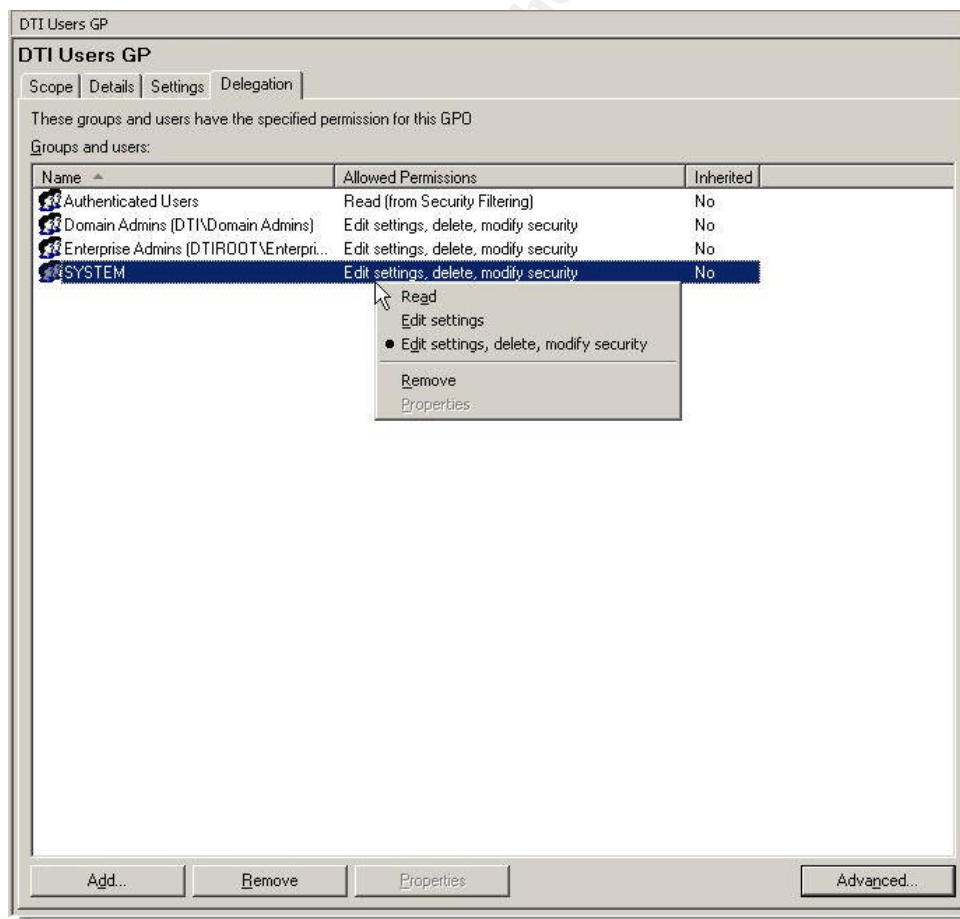 DTI Users GP
DTI Users GP
Scope Details Settings Delegation
These groups and users have the specified permission for this GPO
Groups and users:
Name Allowed Permissions Inherited
Authenticated Users Read (from Security Filtering) No
Domain Admins (DTI\Domain Admins) Edit settings, delete, modify security No
Enterprise Admins (DTIROOT\Enterpri... Edit settings, delete, modify security No
SYSTEM Edit settings, delete, modify security No
Read
Edit settings
Edit settings, delete, modify security
Remove
Properties
Add... Remove Properties Advanced...